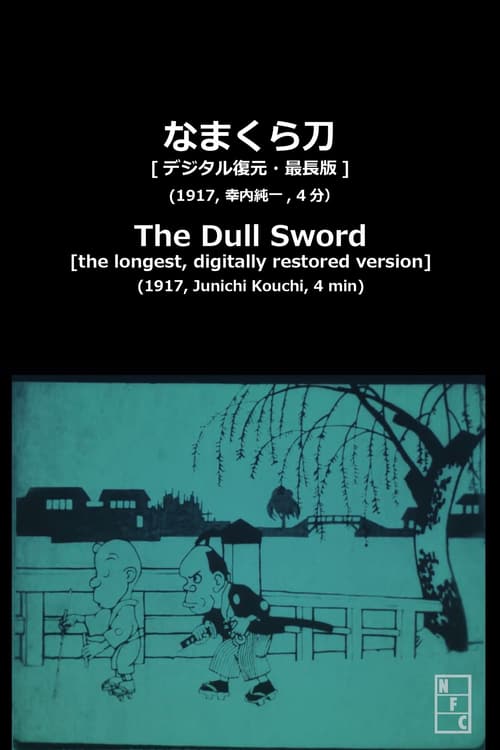 なまくら刀
[ デジタル復元・最長版 ]
(1917, 幸内純一 , 4 分)
The Dull Sword
[the longest, digitally restored version]
(1917, Junichi Kouchi, 4 min)
N
F
C